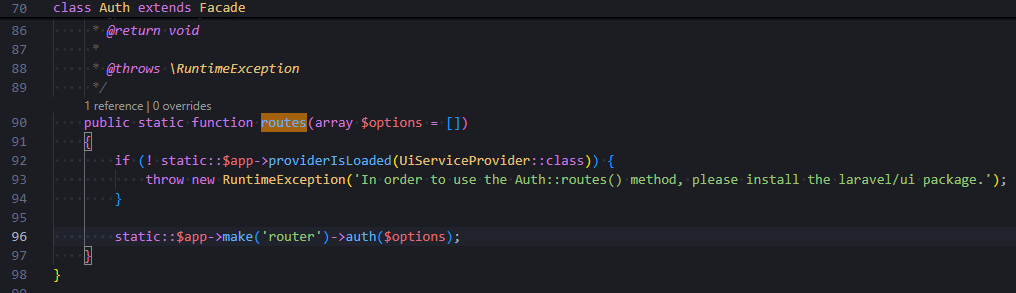 70 class Auth extends Facade
86 * @return void
87 *
88 * @throws \RuntimeException
89 */
1 reference | 0 overrides
90 public static function routes(array $options = [])
91 {
92 if (! static::$app->providerIsLoaded(UiServiceProvider::class)) {
93 throw new RuntimeException('In order to use the Auth::routes() method, please install the laravel/ui package.');
94 }
95
96 static::$app->make('router')->auth($options);
97 }
98 }